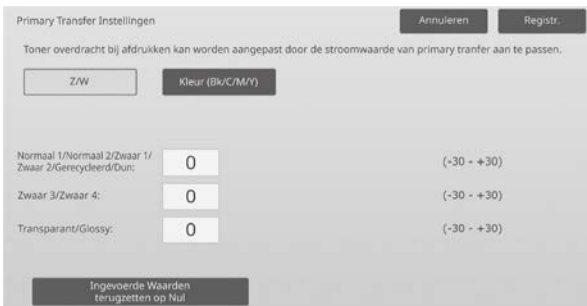 Primary Transfer Instellingen
Annuleren
Registr.
Toner overdracht bij afdrukken kan worden aangepast door de stroomwaarde van primary tranfer aan te passen.
Z/W
Kleur (Bk/C/M/Y)
Normaal 1/Normaal 2/Zwaar 1/
Zwaar 2/Gerecycleerd/Dun:
0
(-30 - +30)
Zwaar 3/Zwaar 4:
0
(-30 - +30)
Transparant/Glossy:
0
(-30 - +30)
Ingevoerde Waarden
terugzetten op Nul